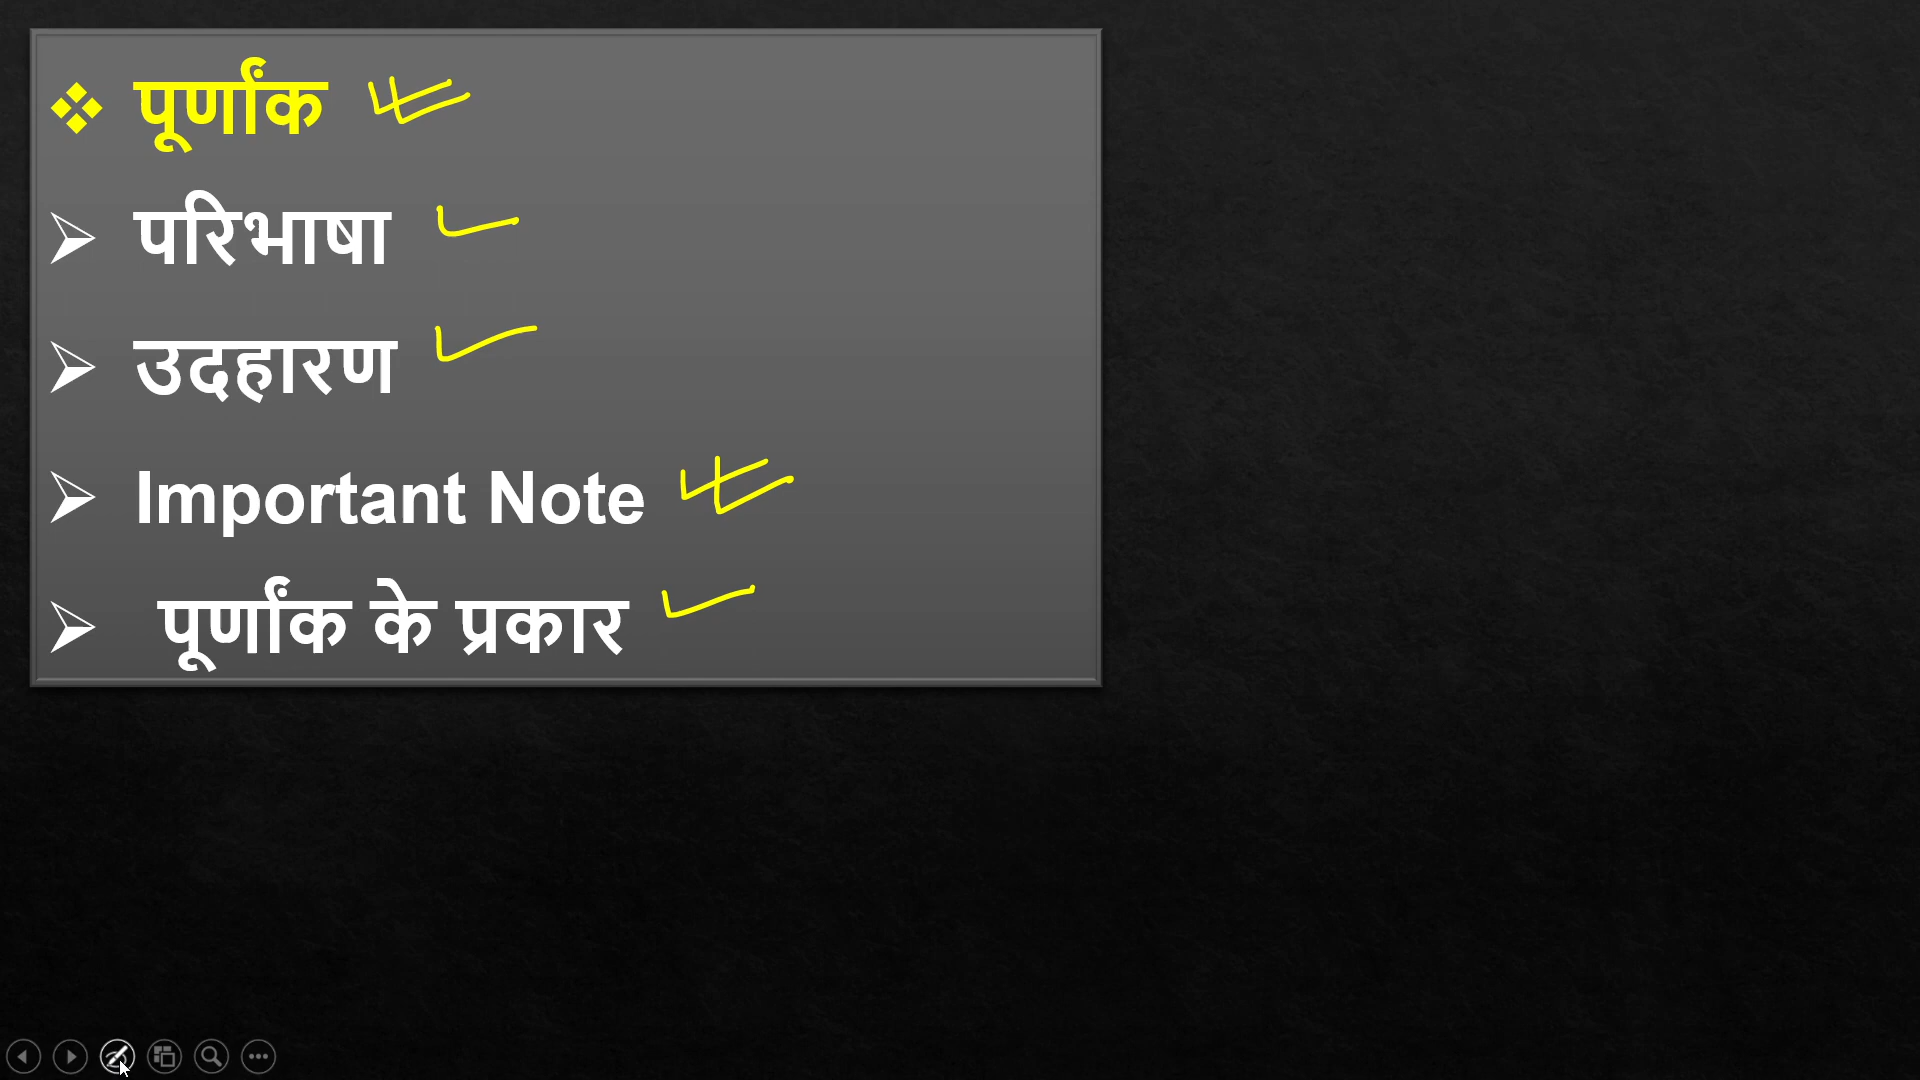 पूर्णांक
परिभाषा
उदहारण
Important Note
पूर्णांक के प्रकार